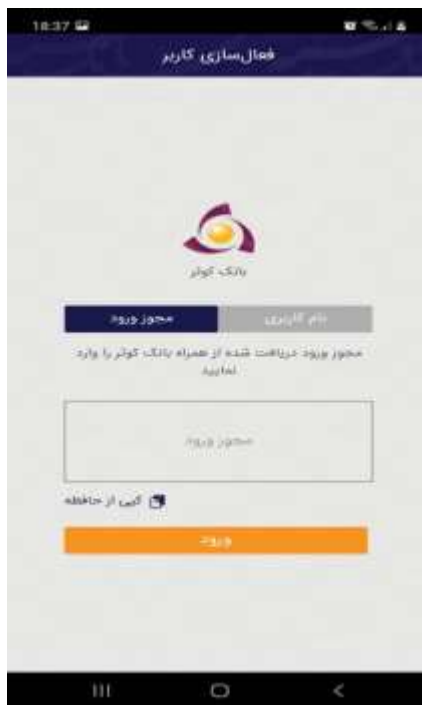 18:37
فعال‌سازی کاربر
بانک کوثر
نام کاربری
مجوز ورود
مجوز ورود دریافت شده از همراه بانک کوثر را وارد
نمایید
مجوز ورود
کپی از حافظه
ورود